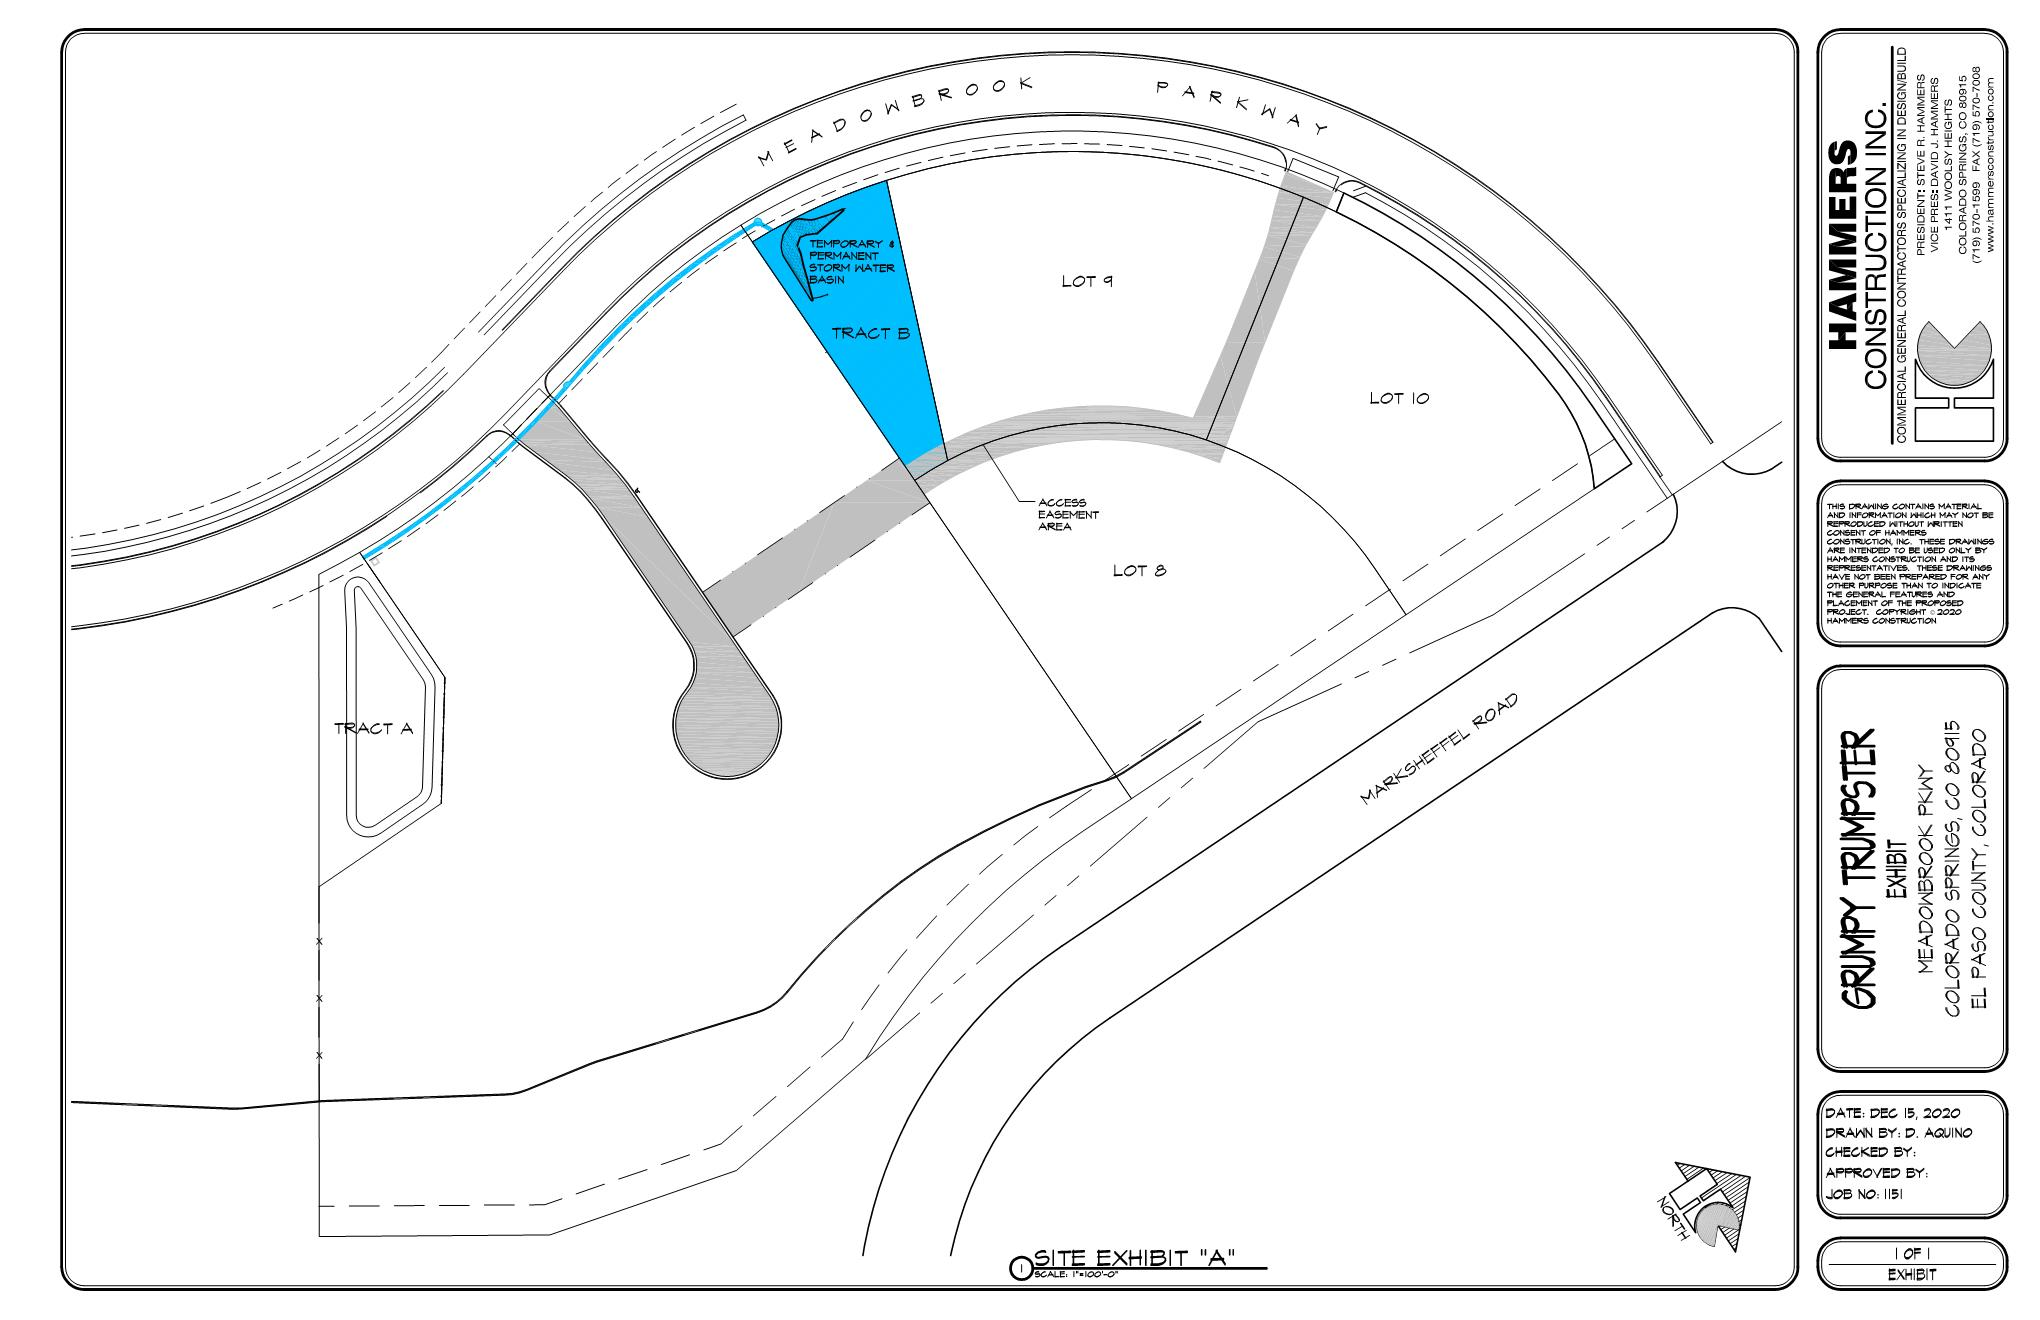 MEADOWBROOK PARKWAY
TEMPORARY &
PERMANENT
STORM WATER
BASIN
TRACT B
LOT 9
LOT 10
ACCESS
EASEMENT
AREA
LOT 8
TRACT A
MARKSHEFFEL ROAD
NORTH
1 SITE EXHIBIT "A"
SCALE: 1"=100'-0"
HAMMERS
CONSTRUCTION INC.
COMMERCIAL GENERAL CONTRACTORS SPECIALIZING IN DESIGN/BUILD
PRESIDENT: STEVE R. HAMMERS
VICE PRES: DAVID J. HAMMERS
1411 WOOLSY HEIGHTS
COLORADO SPRINGS, CO 80915
(719) 570-1599 FAX (719) 570-7008
www.hammersconstruction.com
THIS DRAWING CONTAINS MATERIAL
AND INFORMATION WHICH MAY NOT BE
REPRODUCED WITHOUT WRITTEN
CONSENT OF HAMMERS
CONSTRUCTION, INC. THESE DRAWINGS
ARE INTENDED TO BE USED ONLY BY
HAMMERS CONSTRUCTION AND ITS
REPRESENTATIVES. THESE DRAWINGS
HAVE NOT BEEN PREPARED FOR ANY
OTHER PURPOSE THAN TO INDICATE
THE GENERAL FEATURES AND
PLACEMENT OF THE PROPOSED
PROJECT. COPYRIGHT © 2020
HAMMERS CONSTRUCTION
GRUMPY TRUMPSTER
EXHIBIT
MEADOWBROOK PKWY
COLORADO SPRINGS, CO 80915
EL PASO COUNTY, COLORADO
DATE: DEC 15, 2020
DRAWN BY: D. AQUINO
CHECKED BY:
APPROVED BY:
JOB NO: 1151
1 OF 1
EXHIBIT